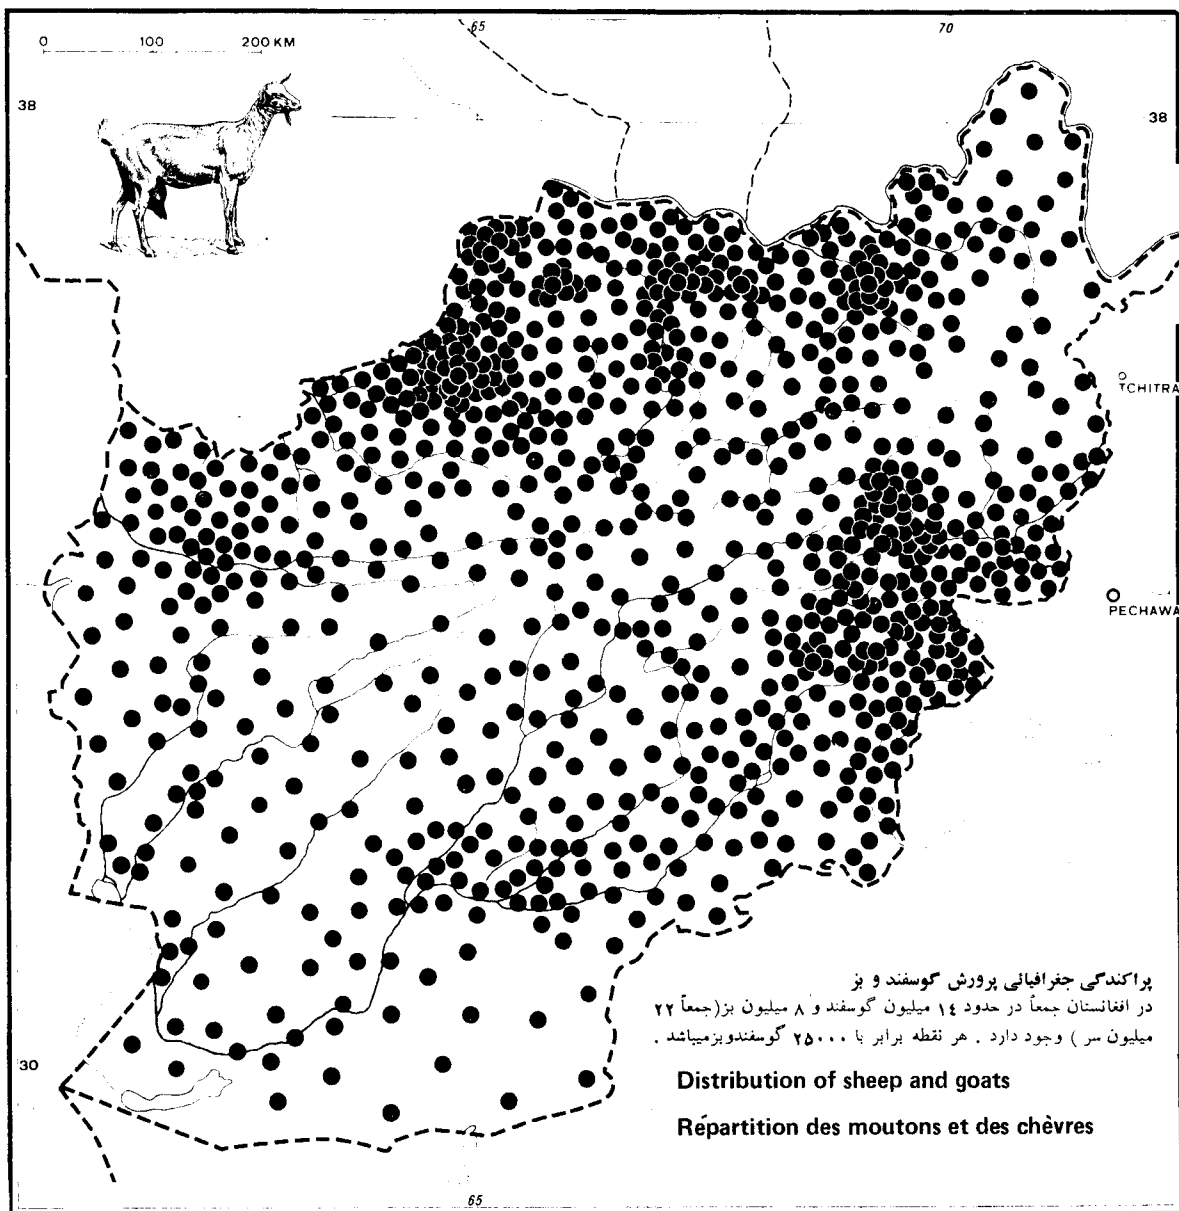 65
70
0 100 200 KM
38
38
TCHITRA
PECHAWA
پراکندگی جغرافیائی پرورش گوسفند و بز
در افغانستان جمعاً در حدود ۱٤ میلیون گوسفند و ۸ میلیون بز(جمعاً ۲۲
میلیون سر ) وجود دارد . هر نقطه برابر با ۲۵۰۰۰ گوسفندوبزمیباشد .
30
Distribution of sheep and goats
Répartition des moutons et des chèvres
65